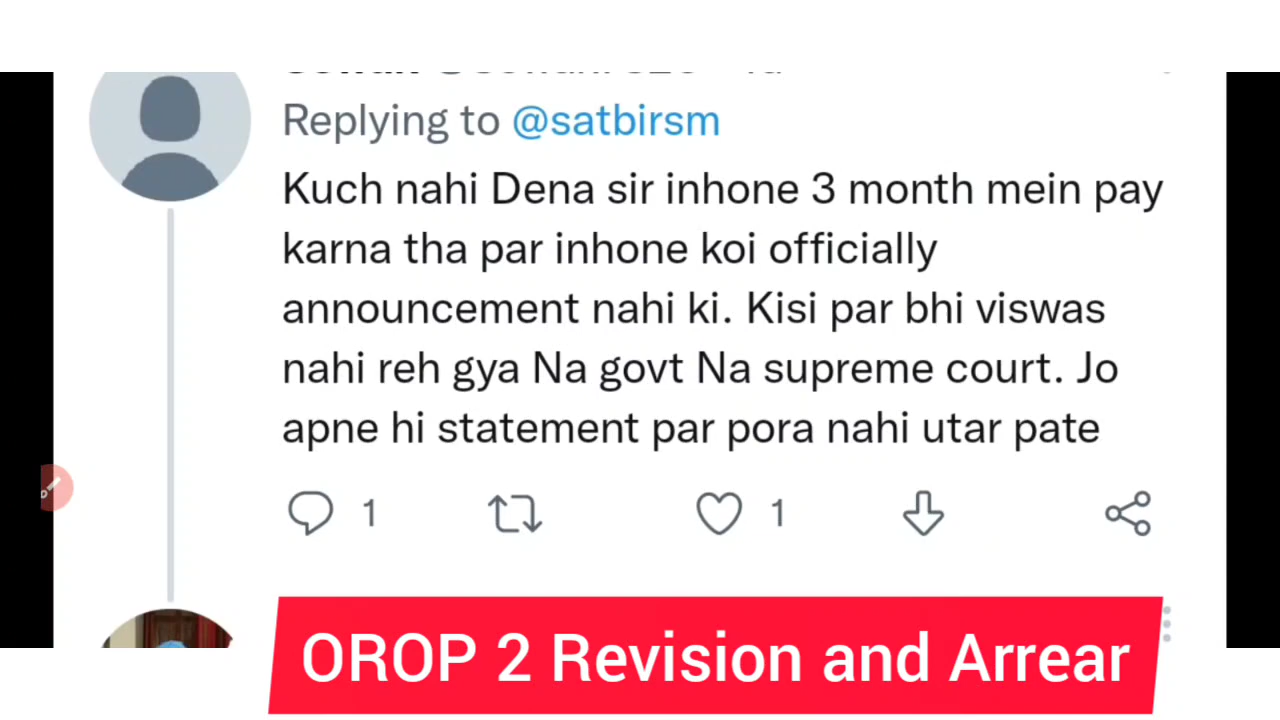 Replying to @satbirsm
Kuch nahi Dena sir inhone 3 month mein pay
karna tha par inhone koi officially
announcement nahi ki. Kisi par bhi viswas
nahi reh gya Na govt Na supreme court. Jo
apne hi statement par pora nahi utar pate
1 1
OROP 2 Revision and Arrear